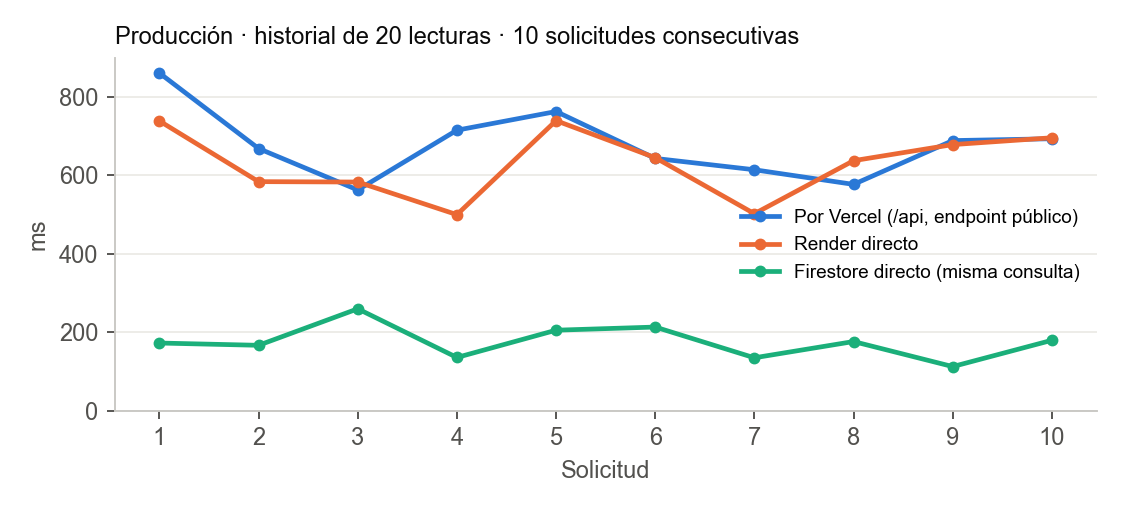 Producción · historial de 20 lecturas · 10 solicitudes consecutivas
800
600
400
200
0
ms
Por Vercel (/api, endpoint público)
Render directo
Firestore directo (misma consulta)
1 2 3 4 5 6 7 8 9 10
Solicitud